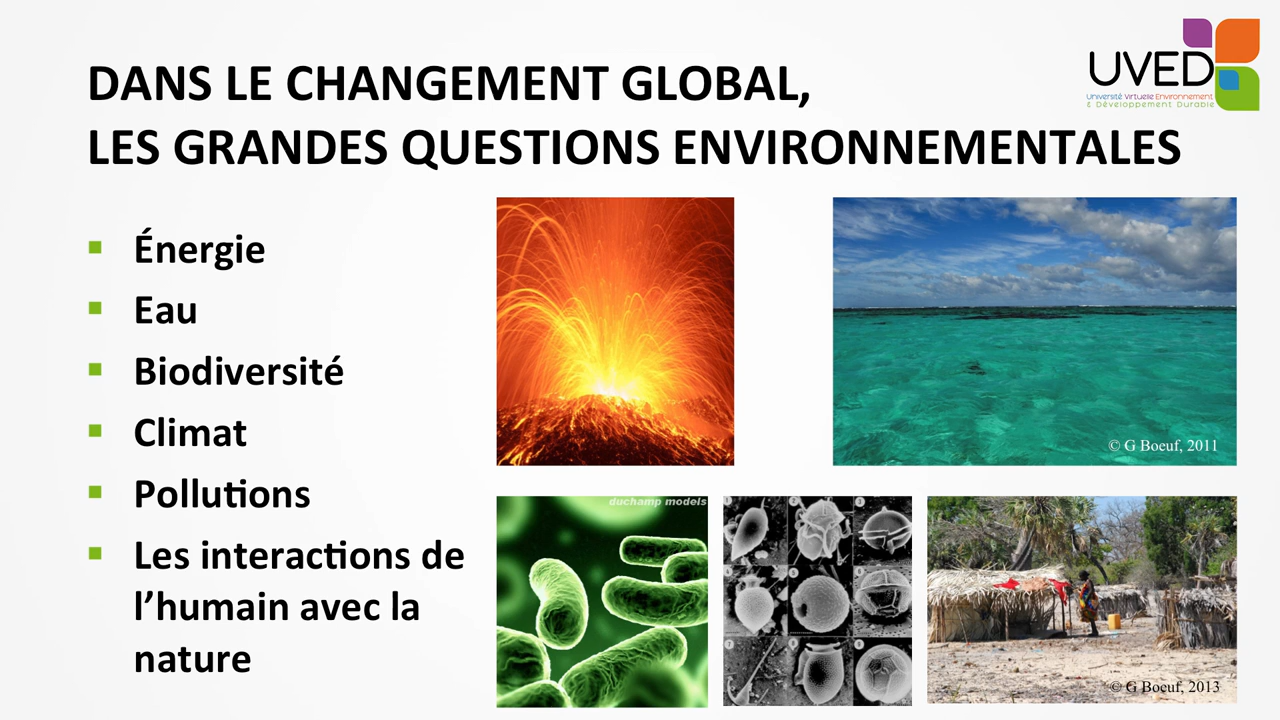 DANS LE CHANGEMENT GLOBAL,
LES GRANDES QUESTIONS ENVIRONNEMENTALES
UVED
Université Virtuelle Environnement
& Développement Durable
Énergie
Eau
Biodiversité
Climat
Pollutions
Les interactions de
l’humain avec la
nature
© G Boeuf, 2011
duchamp models
© G Boeuf, 2013